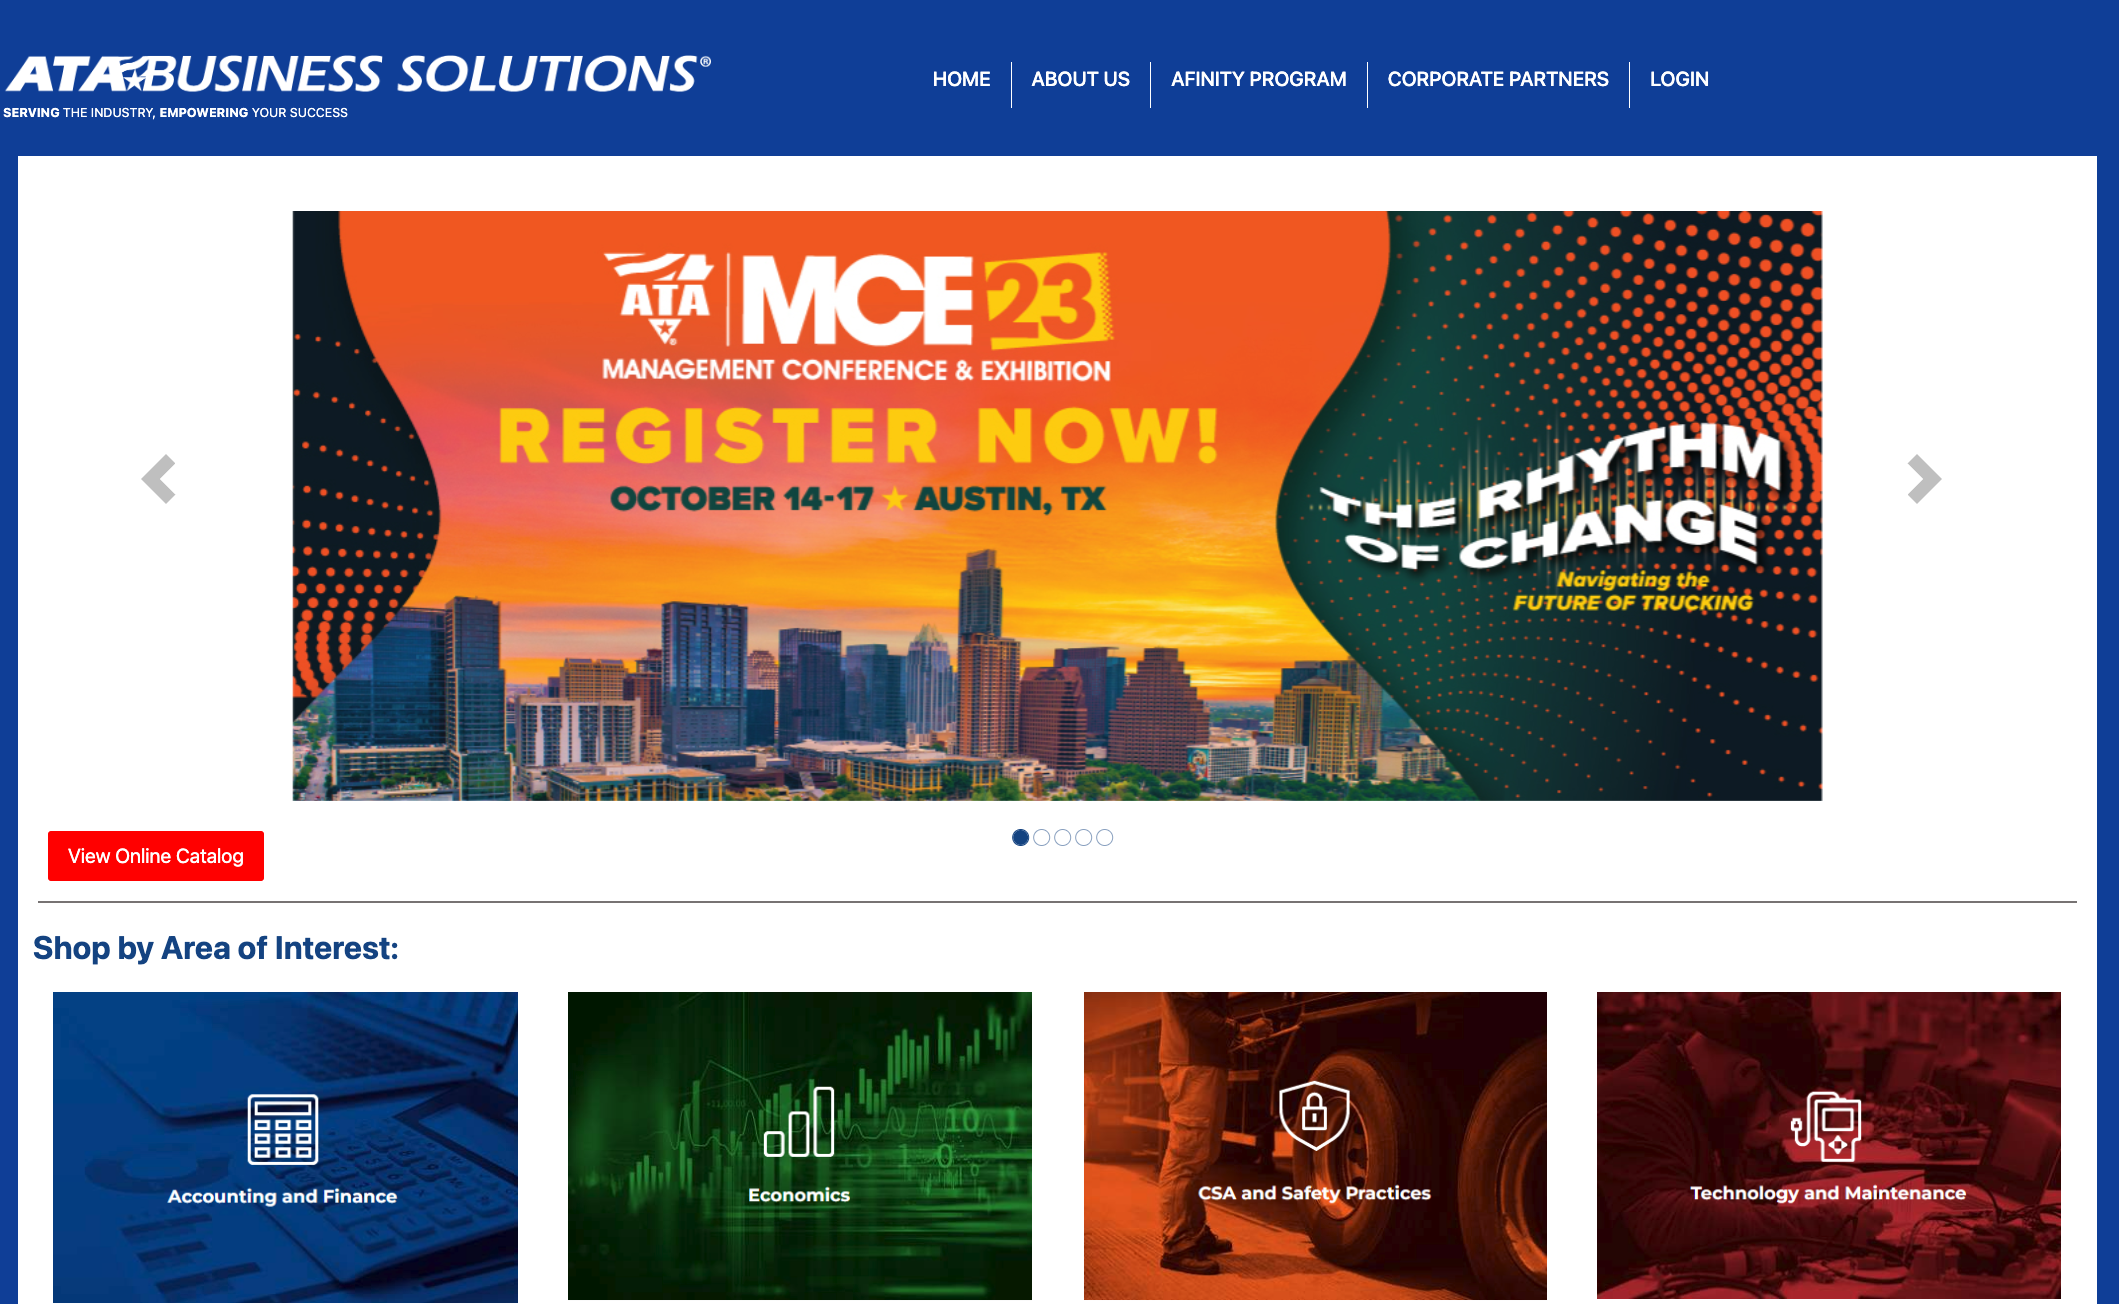 ATA BUSINESS SOLUTIONS®
SERVING THE INDUSTRY, EMPOWERING YOUR SUCCESS
HOME
ABOUT US
AFINITY PROGRAM
CORPORATE PARTNERS
LOGIN
ATA MCE 23
MANAGEMENT CONFERENCE & EXHIBITION
REGISTER NOW!
OCTOBER 14-17 ★ AUSTIN, TX
THE RHYTHM
OF CHANGE
Navigating the
FUTURE OF TRUCKING
View Online Catalog
Shop by Area of Interest:
Accounting and Finance
Economics
CSA and Safety Practices
Technology and Maintenance